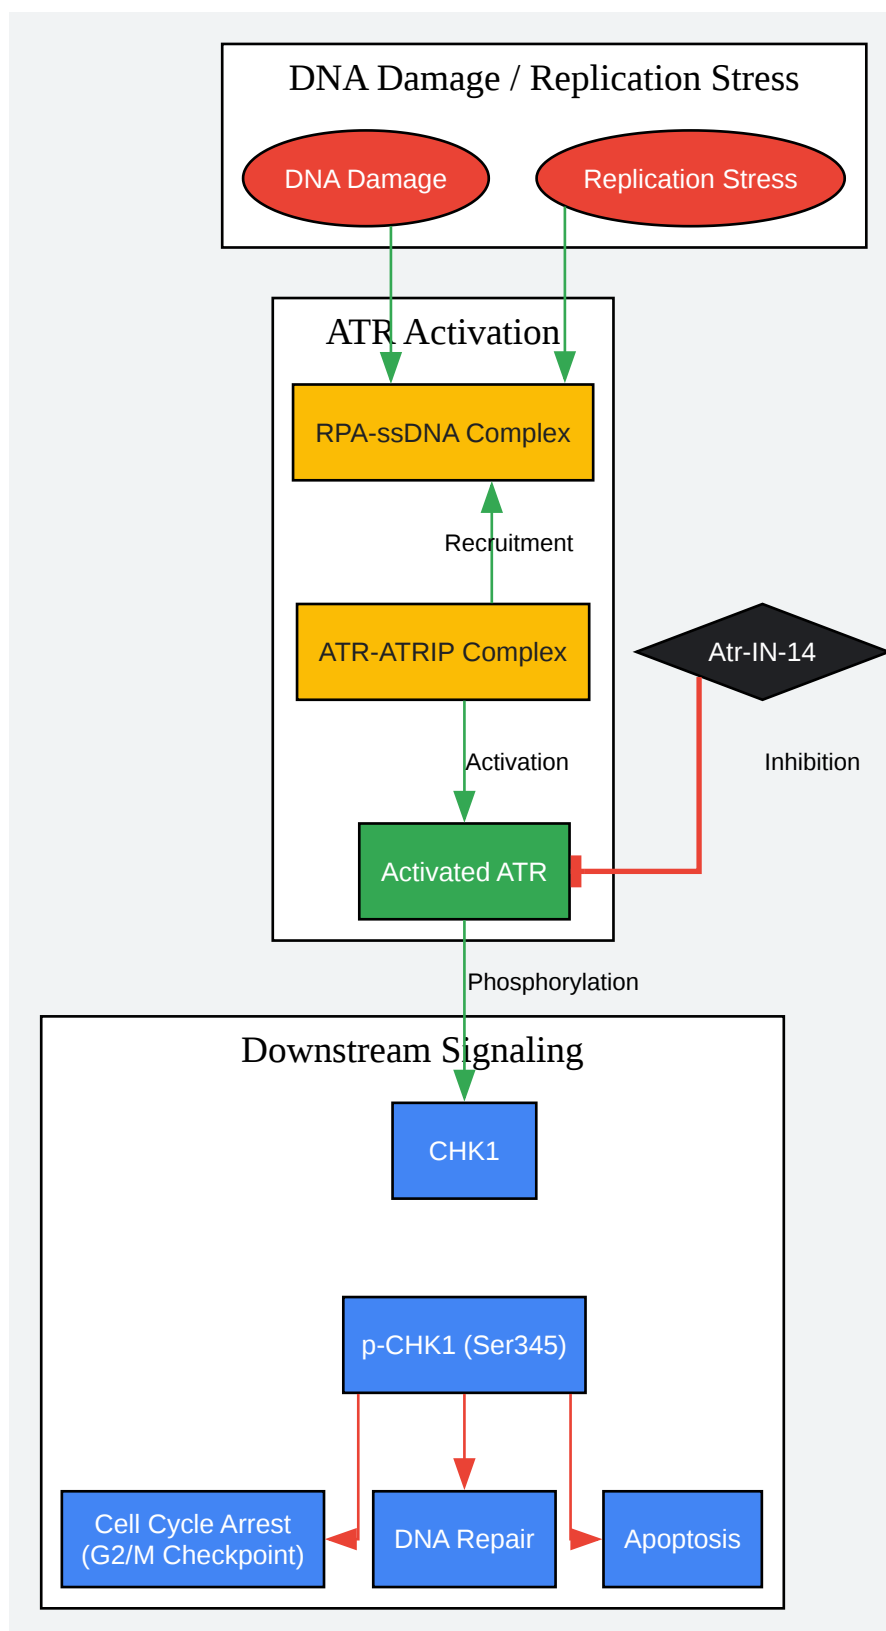 DNA Damage / Replication Stress
DNA Damage
Replication Stress
ATR Activation
RPA-ssDNA Complex
Recruitment
ATR-ATRIP Complex
Atr-IN-14
Activation
Inhibition
Activated ATR
Phosphorylation
Downstream Signaling
CHK1
p-CHK1 (Ser345)
Cell Cycle Arrest
(G2/M Checkpoint)
DNA Repair
Apoptosis